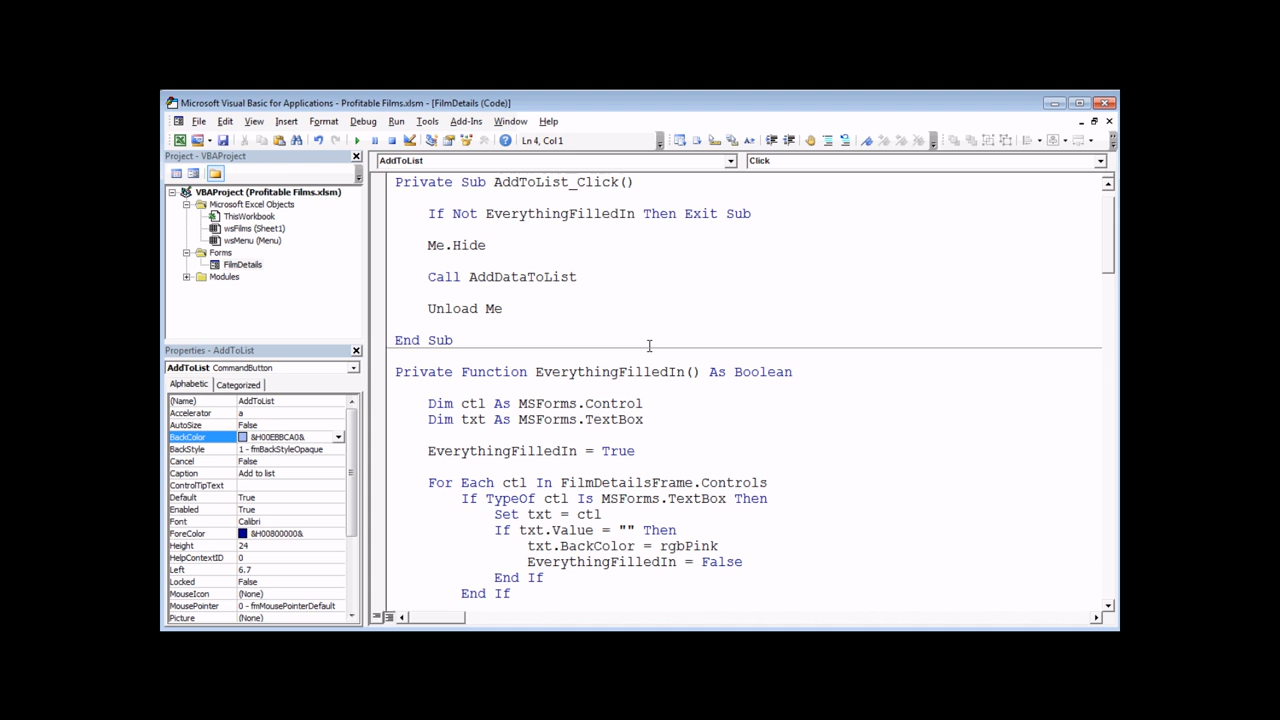 Microsoft Visual Basic for Applications - Profitable Films.xlsm - [FilmDetails (Code)]
File Edit View Insert Format Debug Run Tools Add-Ins Window Help
Ln 4, Col 1
Project - VBAProject
VBAProject (Profitable Films.xlsm)
Microsoft Excel Objects
ThisWorkbook
wsFilms (Sheet1)
wsMenu (Menu)
Forms
FilmDetails
Modules
Properties - AddToList
AddToList CommandButton
Alphabetic Categorized
(Name) AddToList
Accelerator a
AutoSize False
BackColor &H00EBBCA0&
BackStyle 1 - fmBackStyleOpaque
Cancel False
Caption Add to list
ControlTipText
Default True
Enabled True
Font Calibri
ForeColor &H00800000&
Height 24
HelpContextID 0
Left 6.7
Locked False
MouseIcon (None)
MousePointer 0 - fmMousePointerDefault
Picture (None)
AddToList Click
Private Sub AddToList_Click()
If Not EverythingFilledIn Then Exit Sub
Me.Hide
Call AddDataToList
Unload Me
End Sub
Private Function EverythingFilledIn() As Boolean
Dim ctl As MSForms.Control
Dim txt As MSForms.TextBox
EverythingFilledIn = True
For Each ctl In FilmDetailsFrame.Controls
If TypeOf ctl Is MSForms.TextBox Then
Set txt = ctl
If txt.Value = "" Then
txt.BackColor = rgbPink
EverythingFilledIn = False
End If
End If